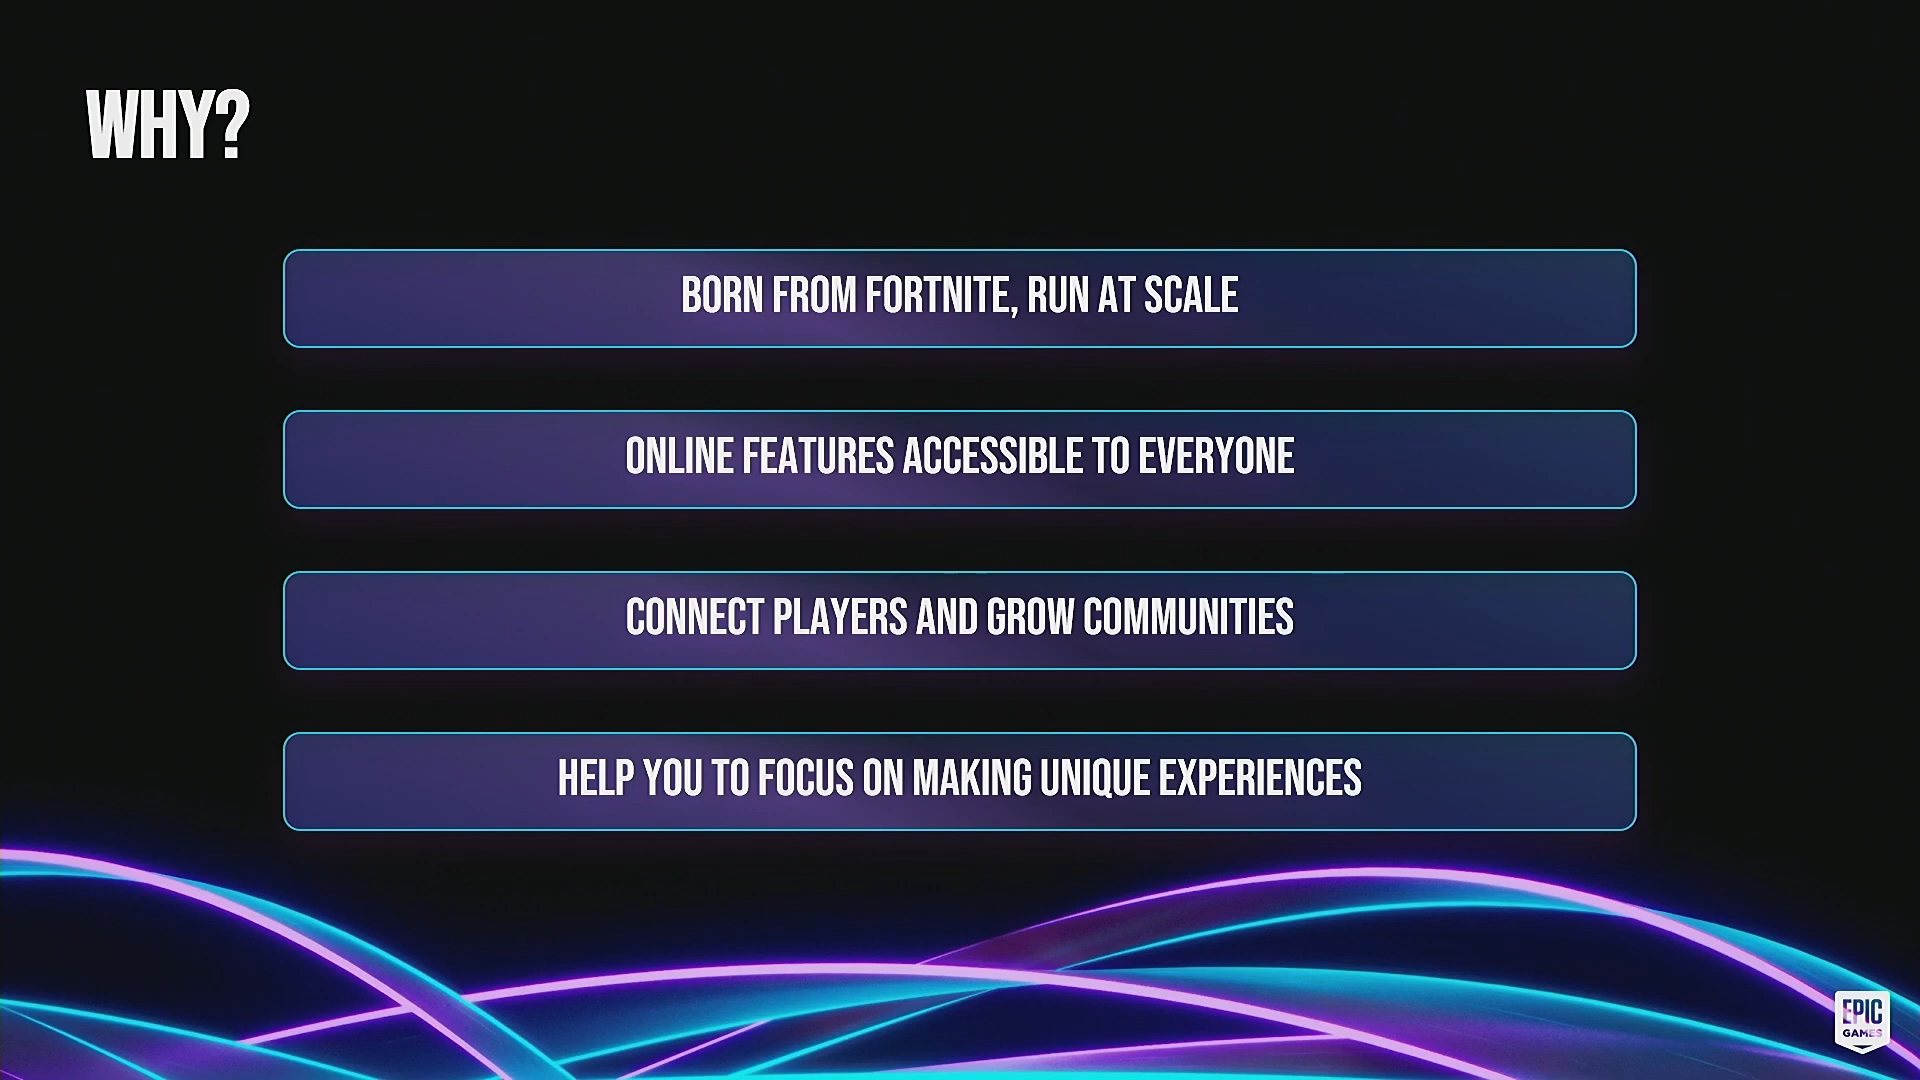 WHY?
BORN FROM FORTNITE, RUN AT SCALE
ONLINE FEATURES ACCESSIBLE TO EVERYONE
CONNECT PLAYERS AND GROW COMMUNITIES
HELP YOU TO FOCUS ON MAKING UNIQUE EXPERIENCES
EPIC
GAMES